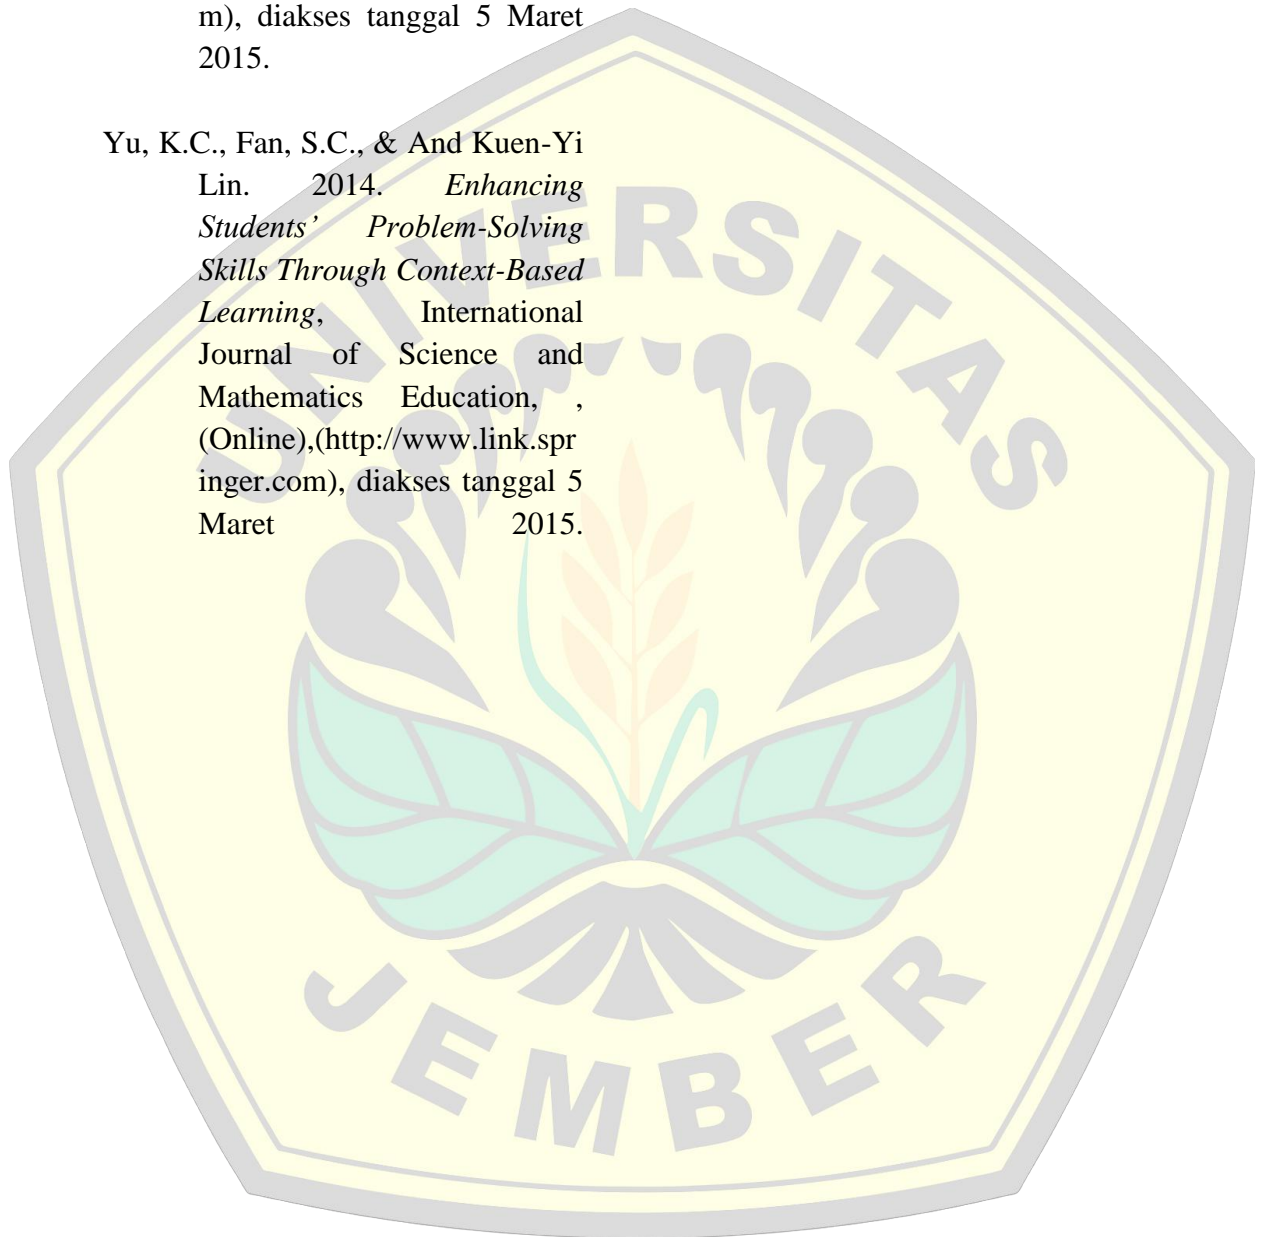 m), diakses tanggal 5 Maret
2015.
Yu, K.C., Fan, S.C., & And Kuen-Yi
Lin. 2014. Enhancing
Students’ Problem-Solving
Skills Through Context-Based
Learning, International
Journal of Science and
Mathematics Education, ,
(Online),(http://www.link.spr
inger.com), diakses tanggal 5
Maret 2015.
UNIVERSITAS
JEMBER